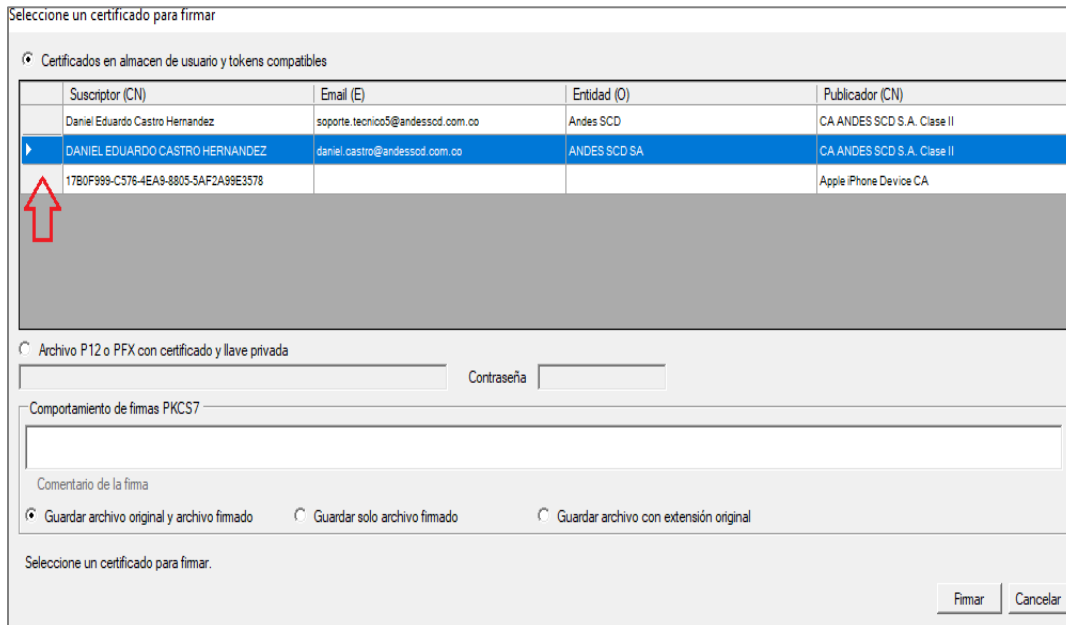 Seleccione un certificado para firmar
Certificados en almacen de usuario y tokens compatibles
Suscriptor (CN) Email (E) Entidad (O) Publicador (CN)
Daniel Eduardo Castro Hernandez soporte.tecnico5@andesscd.com.co Andes SCD CA ANDES SCD S.A. Clase II
DANIEL EDUARDO CASTRO HERNANDEZ daniel.castro@andesscd.com.co ANDES SCD SA CA ANDES SCD S.A. Clase II
17B0F999-C576-4EA9-8805-5AF2A99E3578 Apple iPhone Device CA
Archivo P12 o PFX con certificado y llave privada
Contraseña
Comportamiento de firmas PKCS7
Comentario de la firma
Guardar archivo original y archivo firmado Guardar solo archivo firmado Guardar archivo con extensión original
Seleccione un certificado para firmar.
Firmar Cancelar